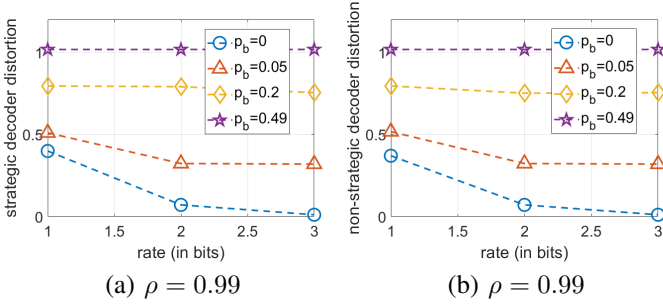 strategic decoder distortion
1
0.5
0
1 1.5 2 2.5 3
rate (in bits)
p_b=0
p_b=0.05
p_b=0.2
p_b=0.49
(a) ρ = 0.99
non-strategic decoder distortion
1
0.5
0
1 1.5 2 2.5 3
rate (in bits)
p_b=0
p_b=0.05
p_b=0.2
p_b=0.49
(b) ρ = 0.99